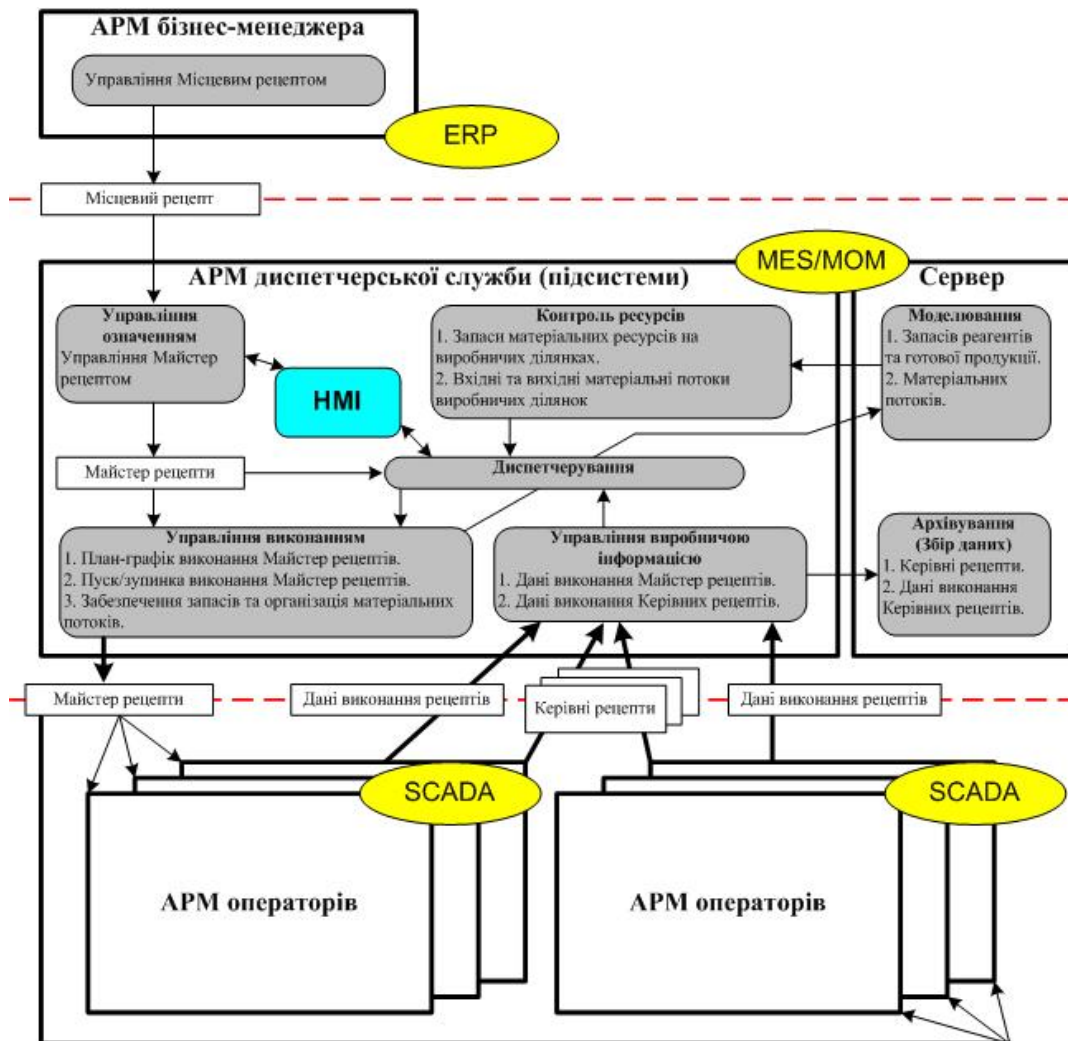 АРМ бізнес-менеджера
Управління Місцевим рецептом
ERP
Місцевий рецепт
MES/MOM
АРМ диспетчерської служби (підсистеми)
Сервер
Управління
означенням
Управління Майстер
рецептом
Контроль ресурсів
1. Запаси матеріальних ресурсів на
виробничих ділянках.
2. Вхідні та вихідні матеріальні потоки
виробничих ділянок
Моделювання
1. Запасів реагентів
та готової продукції.
2. Матеріальних
потоків.
HMI
Майстер рецепти
Диспетчерування
Управління виконанням
1. План-графік виконання Майстер рецептів.
2. Пуск/зупинка виконання Майстер рецептів.
3. Забезпечення запасів та організація матеріальних
потоків.
Управління виробничою
інформацією
1. Дані виконання Майстер рецептів.
2. Дані виконання Керівних рецептів.
Архівування
(Збір даних)
1. Керівні рецепти.
2. Дані виконання
Керівних рецептів.
Майстер рецепти
Дані виконання рецептів
Керівні рецепти
Дані виконання рецептів
SCADA
SCADA
АРМ операторів
АРМ операторів